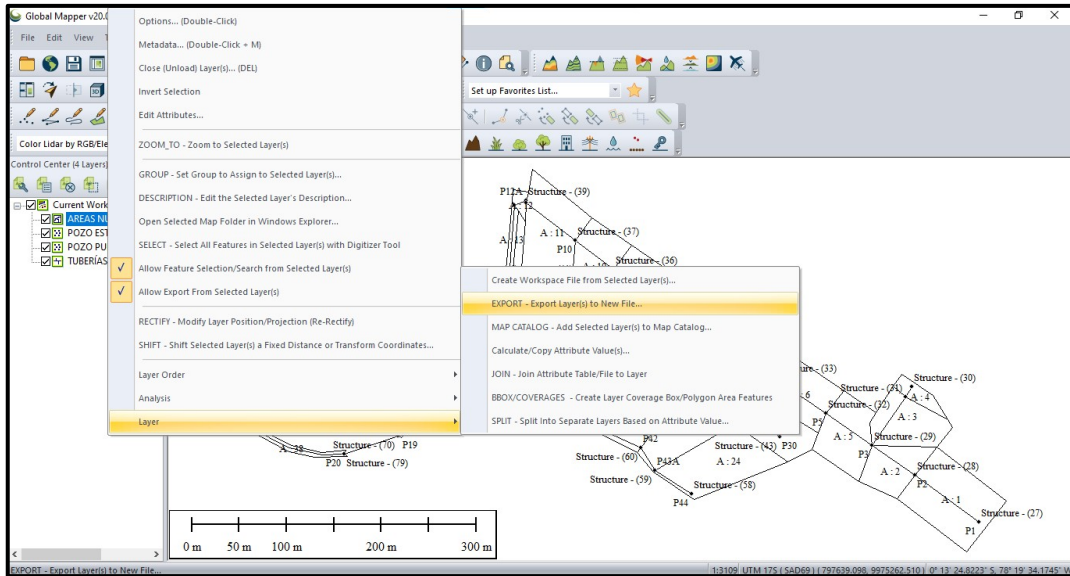 Global Mapper v20.0
File Edit View
Set up Favorites List...
Color Lidar by RGB/Ele
Control Center (4 Layers)
Current Work
AREAS NU
POZO EST
POZO PU
TUBERÍAS
Options... (Double-Click)
Metadata... (Double-Click + M)
Close (Unload) Layer(s)... (DEL)
Invert Selection
Edit Attributes...
ZOOM_TO - Zoom to Selected Layer(s)
GROUP - Set Group to Assign to Selected Layer(s)...
DESCRIPTION - Edit the Selected Layer's Description...
Open Selected Map Folder in Windows Explorer...
SELECT - Select All Features in Selected Layer(s) with Digitizer Tool
Allow Feature Selection/Search from Selected Layer(s)
Allow Export From Selected Layer(s)
RECTIFY - Modify Layer Position/Projection (Re-Rectify)
SHIFT - Shift Selected Layer(s) a Fixed Distance or Transform Coordinates...
Layer Order
Analysis
Layer
Create Workspace File from Selected Layer(s)...
EXPORT - Export Layer(s) to New File...
MAP CATALOG - Add Selected Layer(s) to Map Catalog...
Calculate/Copy Attribute Value(s)...
JOIN - Join Attribute Table/File to Layer
BBOX/COVERAGES - Create Layer Coverage Box/Polygon Area Features
SPLIT - Split Into Separate Layers Based on Attribute Value...
P12A Structure - (39)
A : 13
A : 11 Structure - (37)
P10
Structure - (36)
(33)
Structure - (30)
Structure - (31)
A : 4
6
Structure - (32)
A : 3
P5
A : 5 Structure - (29)
P3
A : 2 Structure - (28)
P2
A : 1
Structure - (27)
P1
A : 38 Structure - (70) P19
P20 Structure - (79)
P42
Structure - (43) P30
Structure - (60) P43A A : 24
Structure - (59) Structure - (58)
P44
0 m 50 m 100 m 200 m 300 m
EXPORT - Export Layer(s) to New File...
1:3109 UTM 17S (SAD69) ( 797639.098, 9975262.510 ) 0° 13' 24.8223" S, 78° 19' 34.1745" W